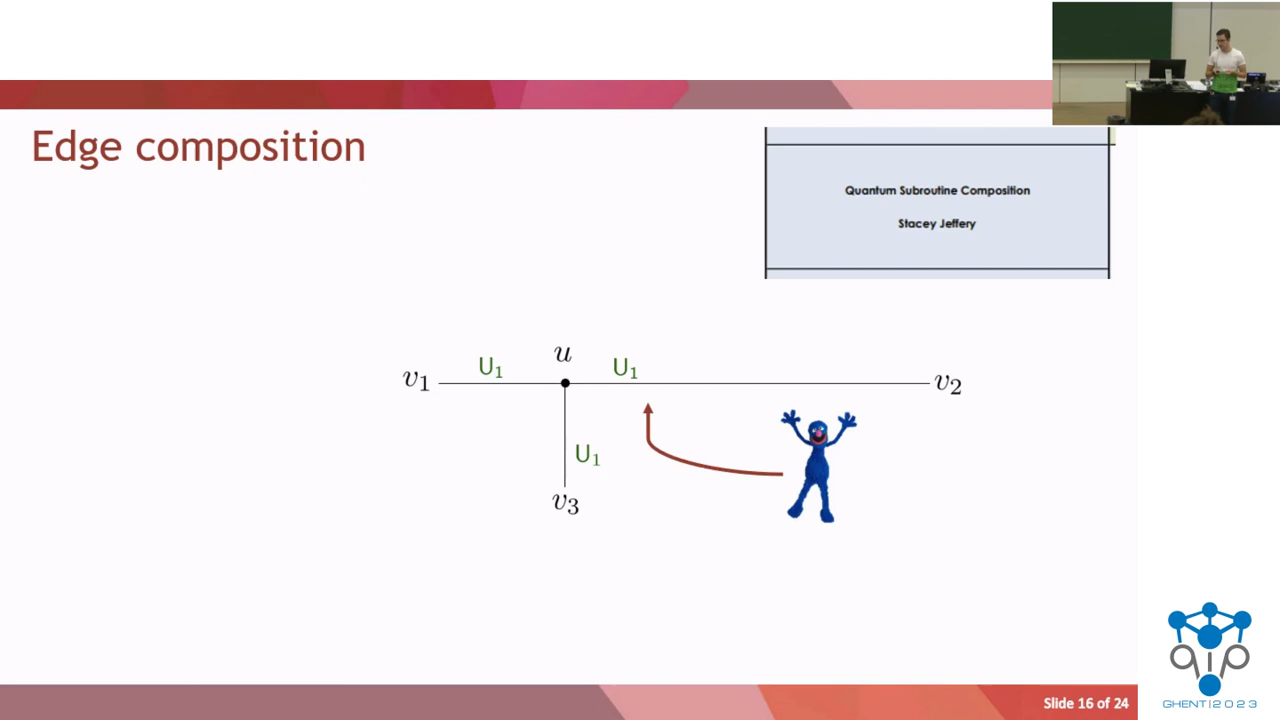 Edge composition
Quantum Subroutine Composition
Stacey Jeffery
u
v₁ U₁ U₁ v₂
U₁
v₃
Slide 16 of 24
qip
GHENT|2023